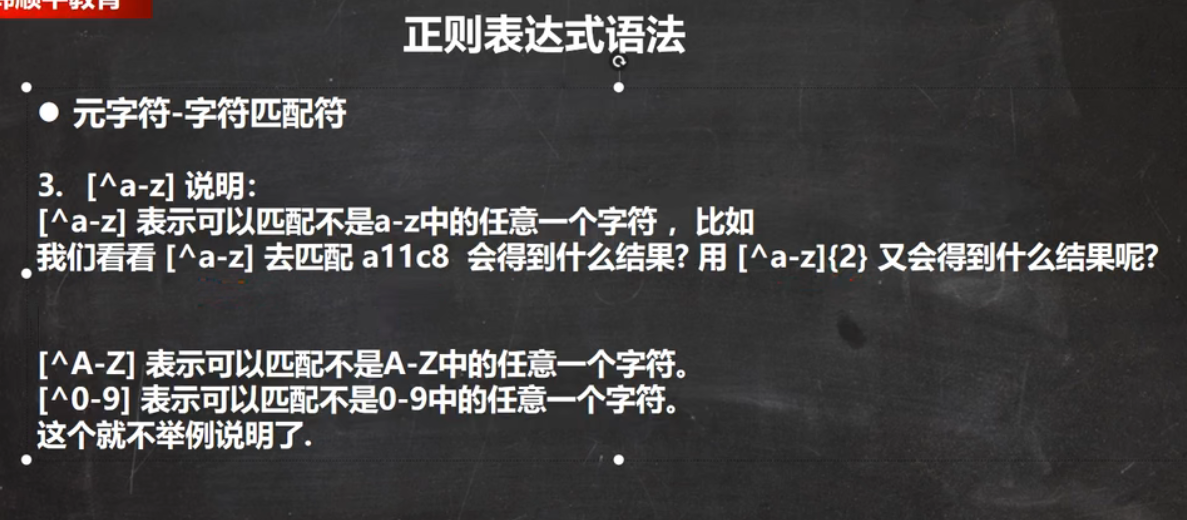 韩顺平教育
正则表达式语法
● 元字符-字符匹配符
3. [^a-z] 说明：
[^a-z] 表示可以匹配不是a-z中的任意一个字符 ，比如
我们看看 [^a-z] 去匹配 a11c8 会得到什么结果? 用 [^a-z]{2} 又会得到什么结果呢?
[^A-Z] 表示可以匹配不是A-Z中的任意一个字符。
[^0-9] 表示可以匹配不是0-9中的任意一个字符。
这个就不举例说明了.